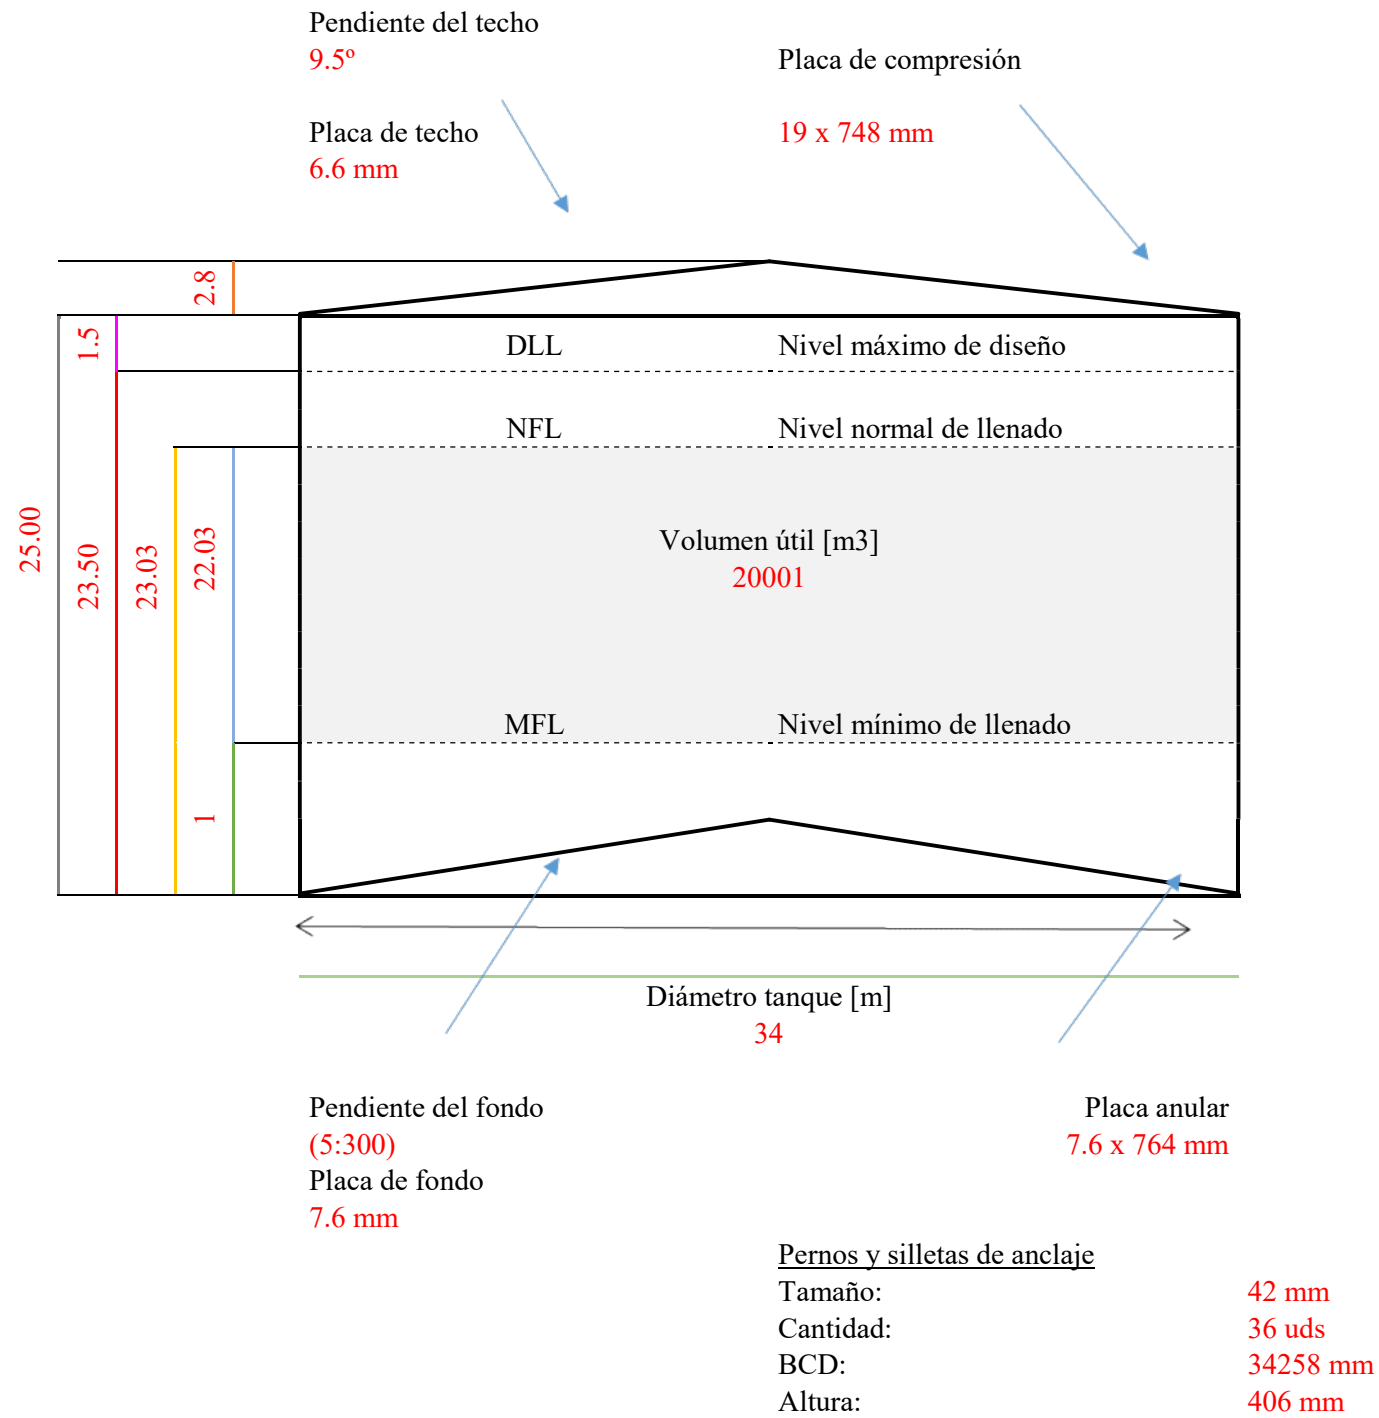 Pendiente del techo
9.5º
Placa de compresión
Placa de techo
19 x 748 mm
6.6 mm
2.8
1.5
DLL
Nivel máximo de diseño
NFL
Nivel normal de llenado
25.00
23.50
23.03
22.03
Volumen útil [m3]
20001
MFL
Nivel mínimo de llenado
1
Diámetro tanque [m]
34
Pendiente del fondo
Placa anular
(5:300)
7.6 x 764 mm
Placa de fondo
7.6 mm
Pernos y silletas de anclaje
Tamaño: 42 mm
Cantidad: 36 uds
BCD: 34258 mm
Altura: 406 mm